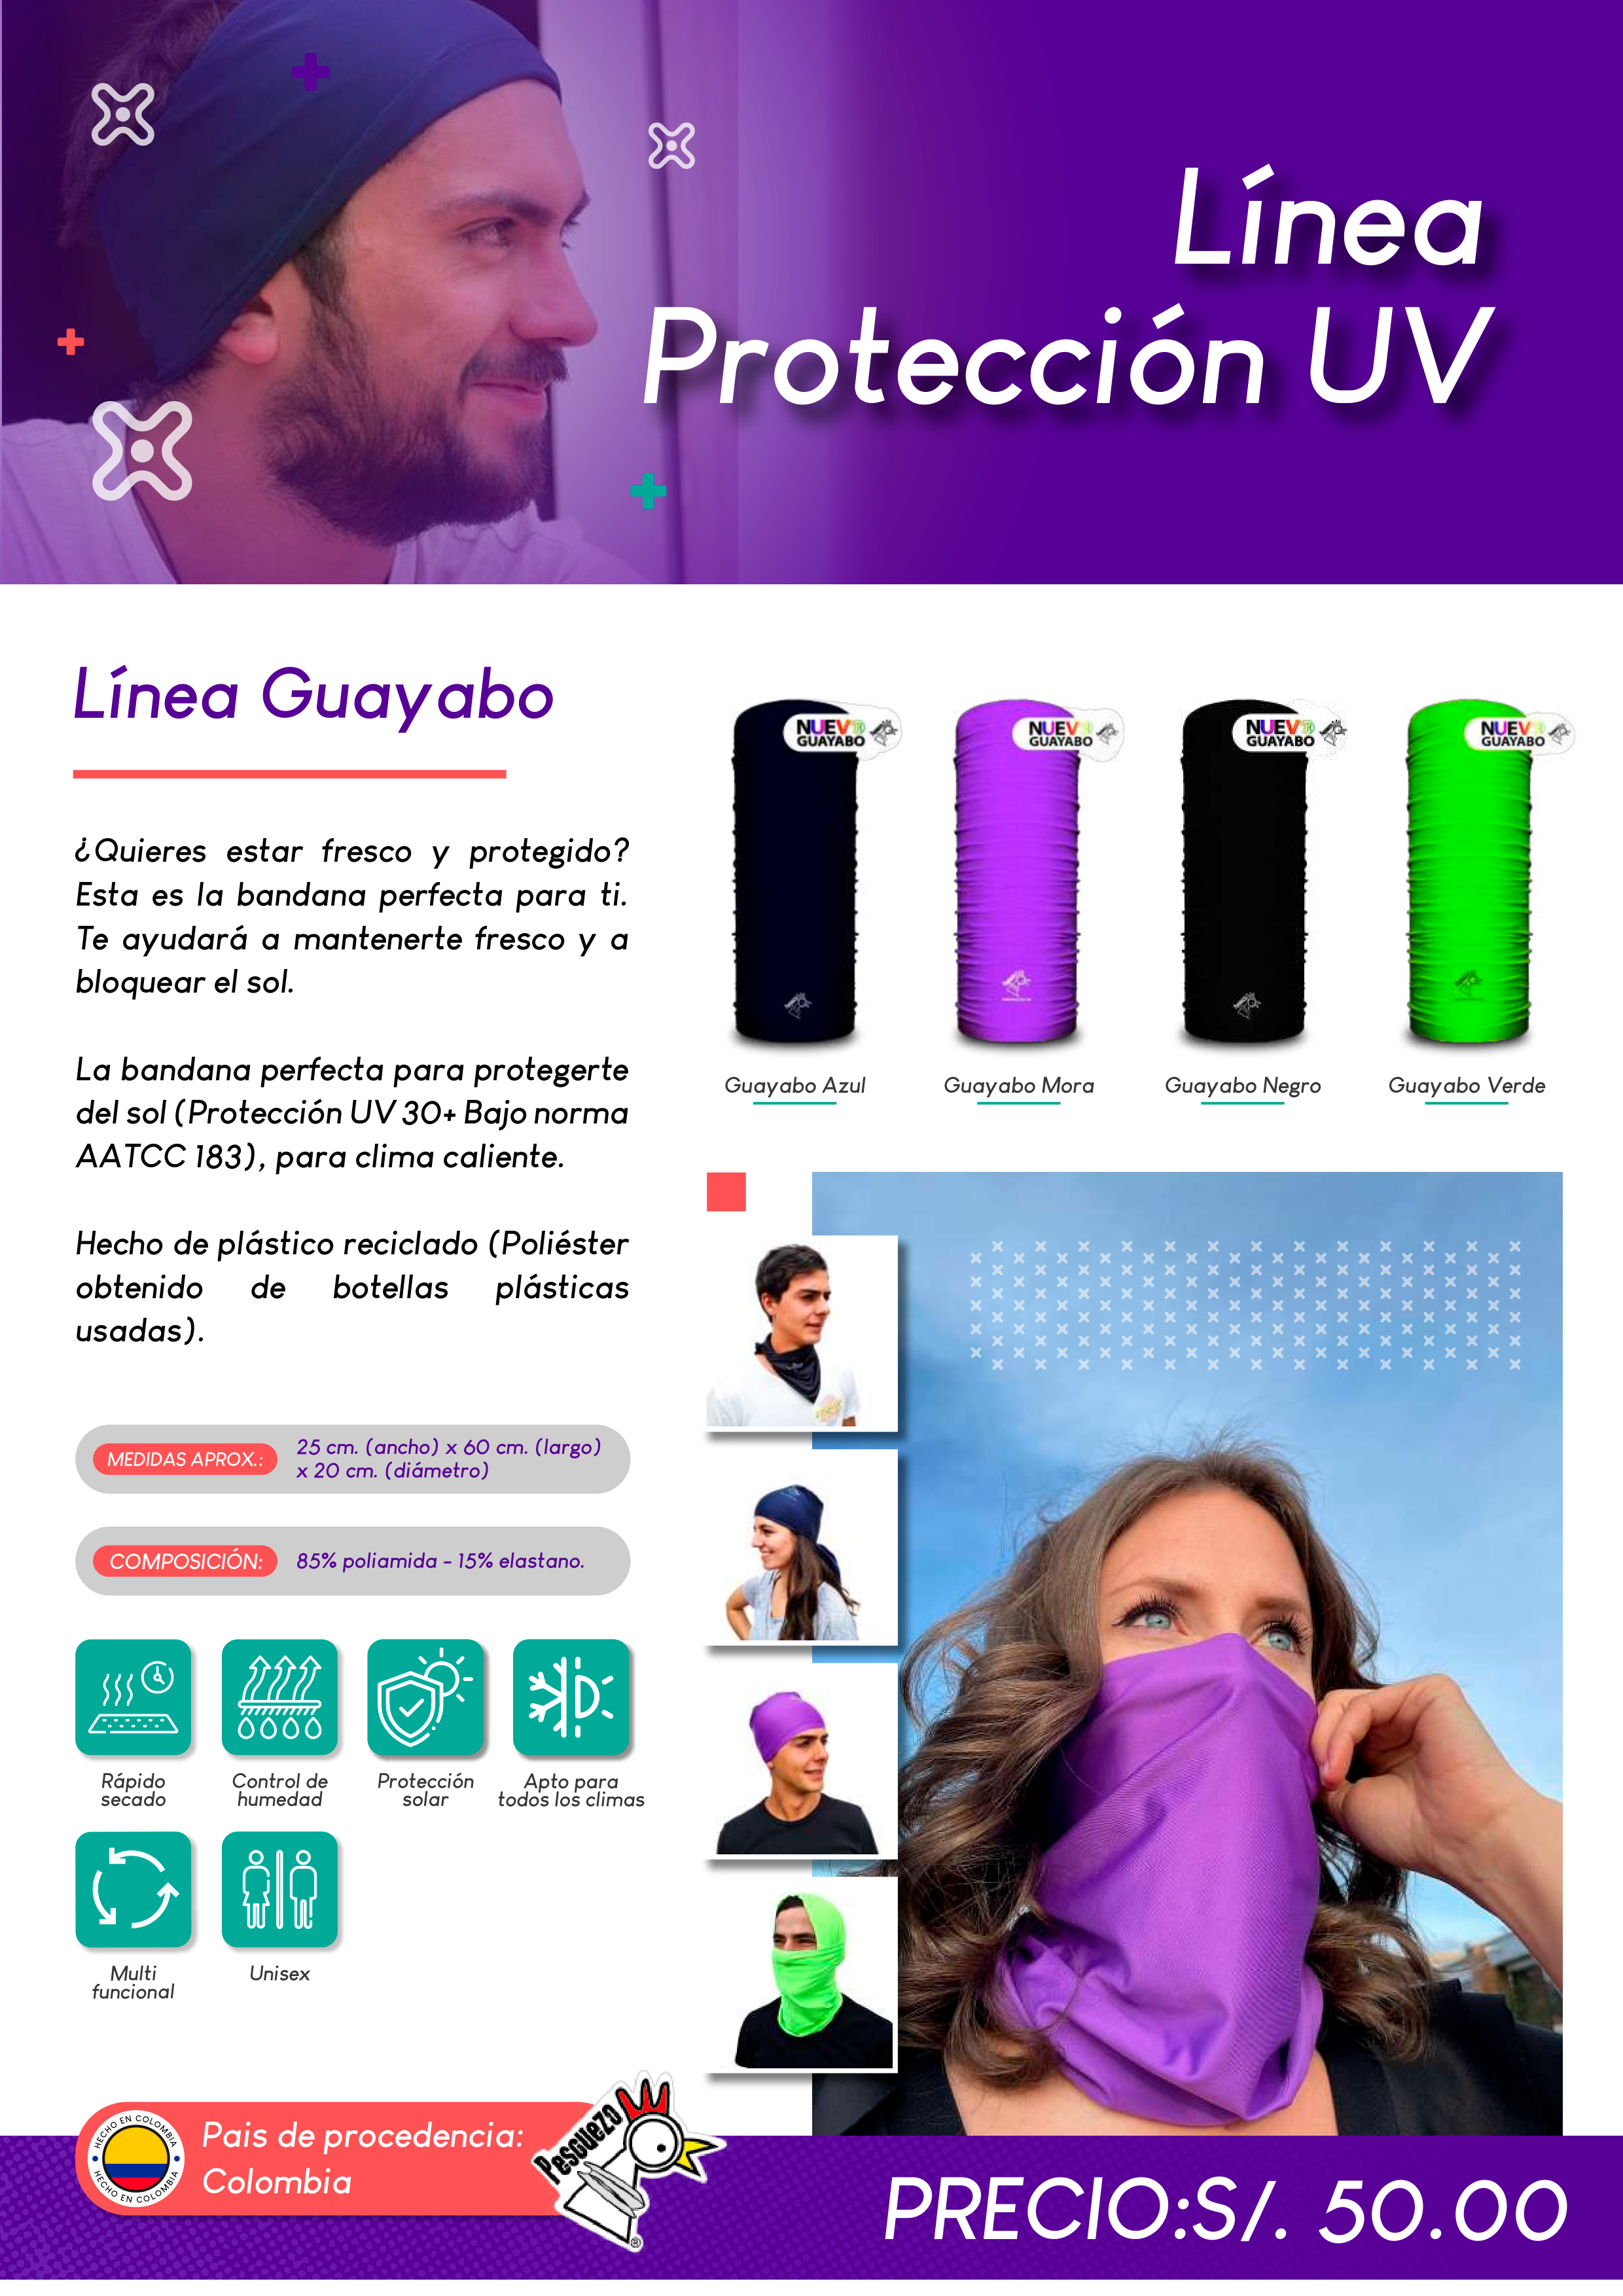 Línea
Protección UV
Línea Guayabo
¿Quieres estar fresco y protegido?
Esta es la bandana perfecta para ti.
Te ayudará a mantenerte fresco y a
bloquear el sol.
La bandana perfecta para protegerte
del sol (Protección UV 30+ Bajo norma
AATCC 183), para clima caliente.
Hecho de plástico reciclado (Poliéster
obtenido de botellas plásticas
usadas).
MEDIDAS APROX.:
25 cm. (ancho) x 60 cm. (largo)
x 20 cm. (diámetro)
COMPOSICIÓN:
85% poliamida - 15% elastano.
Rápido
secado
Control de
humedad
Protección
solar
Apto para
todos los climas
Multi
funcional
Unisex
NUEVO
GUAYABO
NUEVO
GUAYABO
NUEVO
GUAYABO
NUEVO
GUAYABO
Guayabo Azul
Guayabo Mora
Guayabo Negro
Guayabo Verde
HECHO EN COLOMBIA
HECHO EN COLOMBIA
Pais de procedencia:
Colombia
Pescuezo
®
PRECIO:S/. 50.00